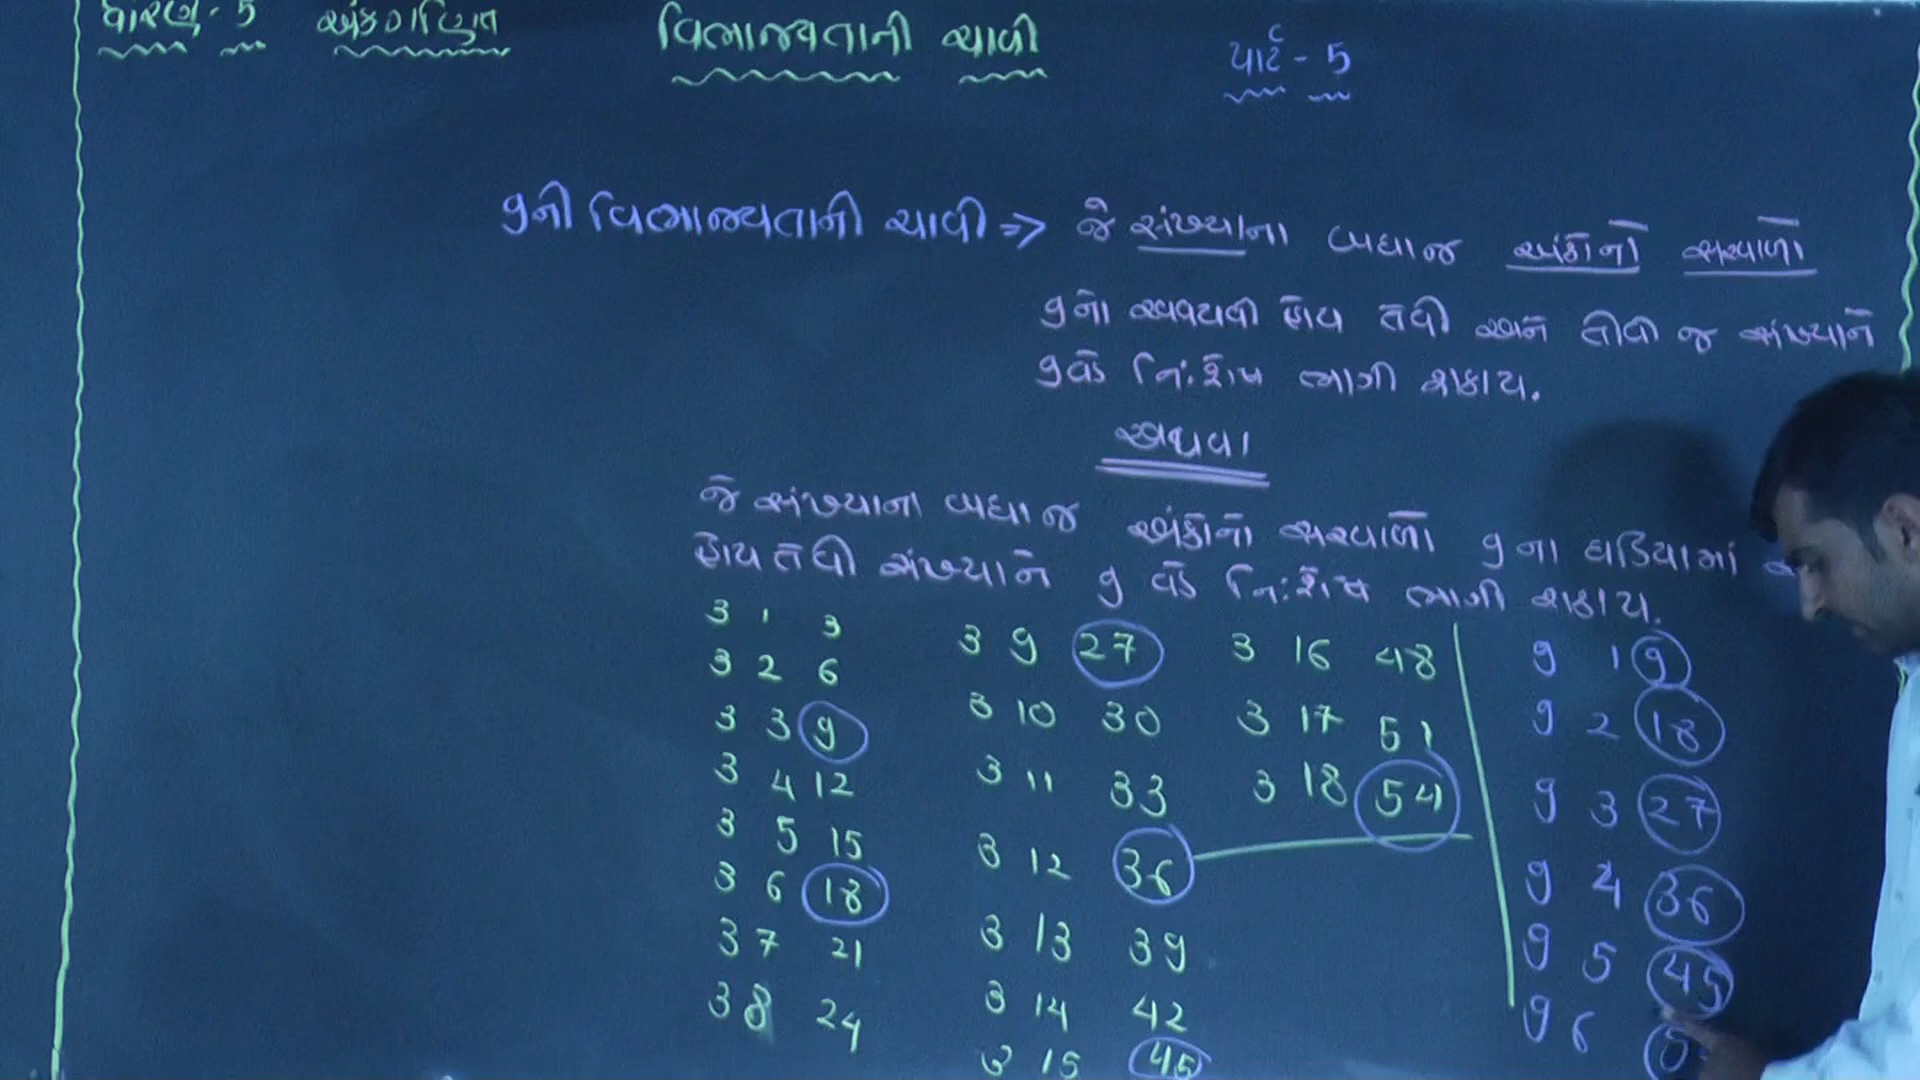 ધોરણ - 5 અંકગણિત વિભાજ્યતાની ચાવી પાર્ટ - 5
9ની વિભાજ્યતાની ચાવી ⇒ જે સંખ્યાના બધા જ અંકોનો સરવાળો
9નો અવયવી હોય તેવી અને તેવી જ સંખ્યાને
9વડે નિઃશેષ ભાગી શકાય.
અથવા
જે સંખ્યાના બધા જ અંકોનો સરવાળો 9 ના ઘડિયામાં
હોય તેવી સંખ્યાને 9 વડે નિઃશેષ ભાગી શકાય.
3 1 3
3 2 6
3 3 9
3 4 12
3 5 15
3 6 18
3 7 21
3 8 24
3 9 27
3 10 30
3 11 33
3 12 36
3 13 39
3 14 42
3 15 45
3 16 48
3 17 51
3 18 54
9 1 9
9 2 18
9 3 27
9 4 36
9 5 45
9 6